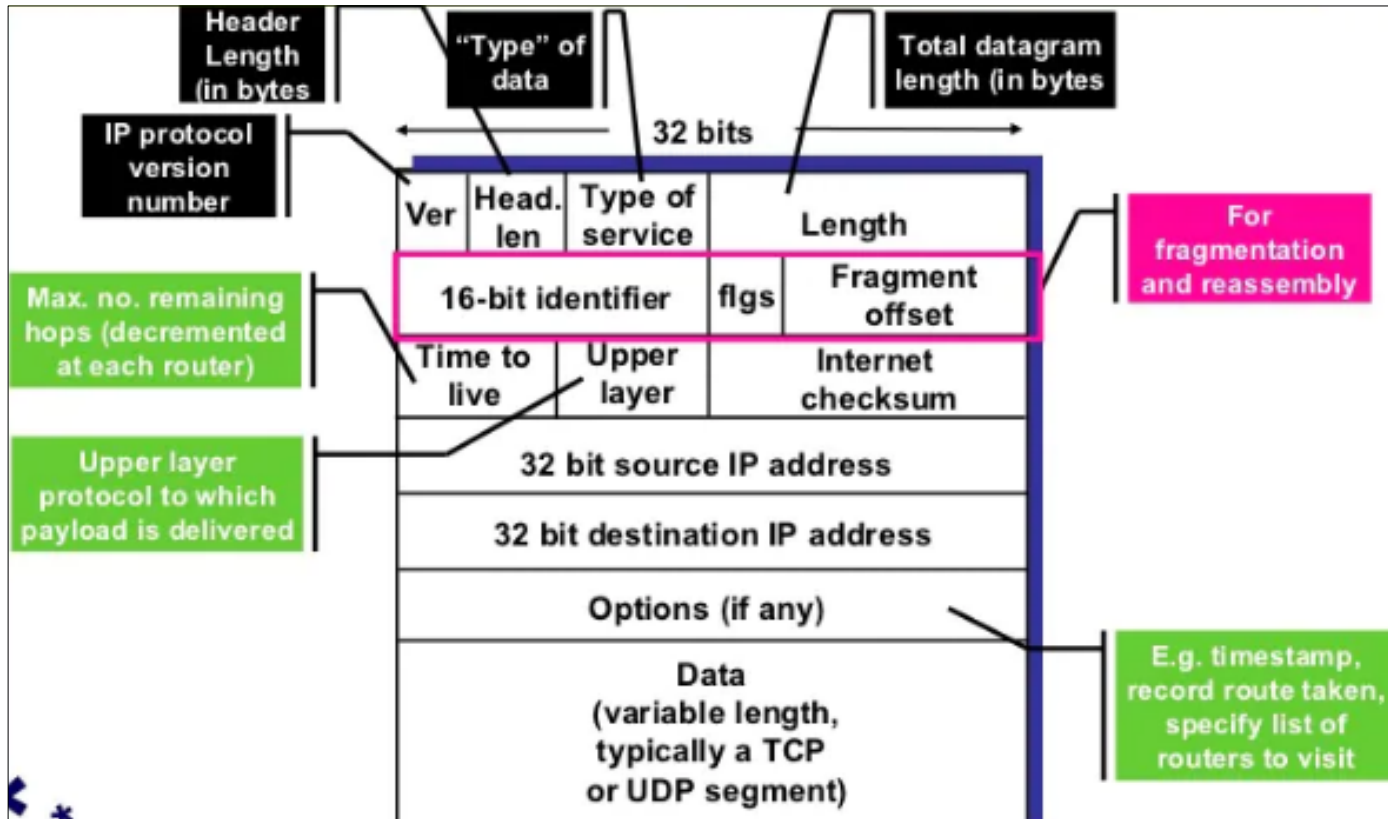 Header
Length
(in bytes
"Type" of
data
Total datagram
length (in bytes
IP protocol
version
number
32 bits
Ver
Head.
len
Type of
service
Length
For
fragmentation
and reassembly
16-bit identifier
flgs
Fragment
offset
Max. no. remaining
hops (decremented
at each router)
Time to
live
Upper
layer
Internet
checksum
Upper layer
protocol to which
payload is delivered
32 bit source IP address
32 bit destination IP address
Options (if any)
E.g. timestamp,
record route taken,
specify list of
routers to visit
Data
(variable length,
typically a TCP
or UDP segment)